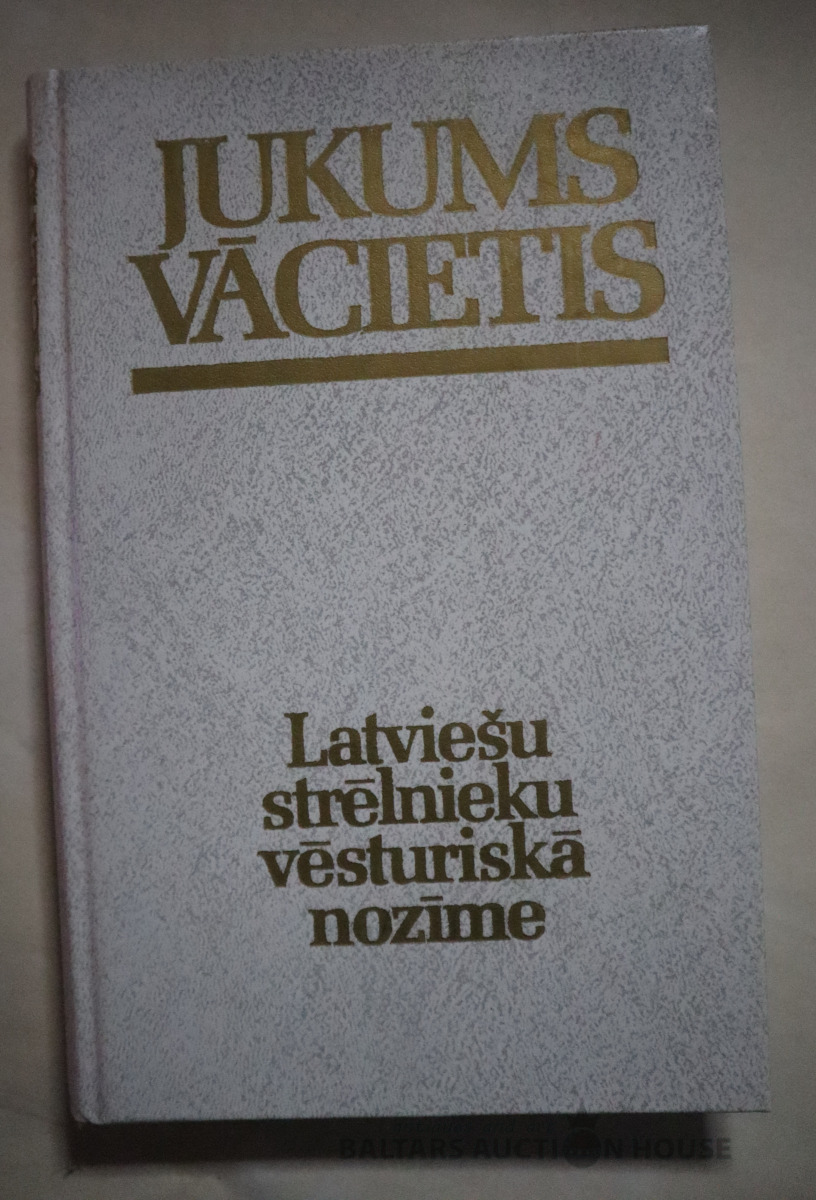 JUKUMS
VĀCIETIS
Latviešu
strēlnieku
vēsturiskā
nozīme
BALTARS AUCTION HOUSE